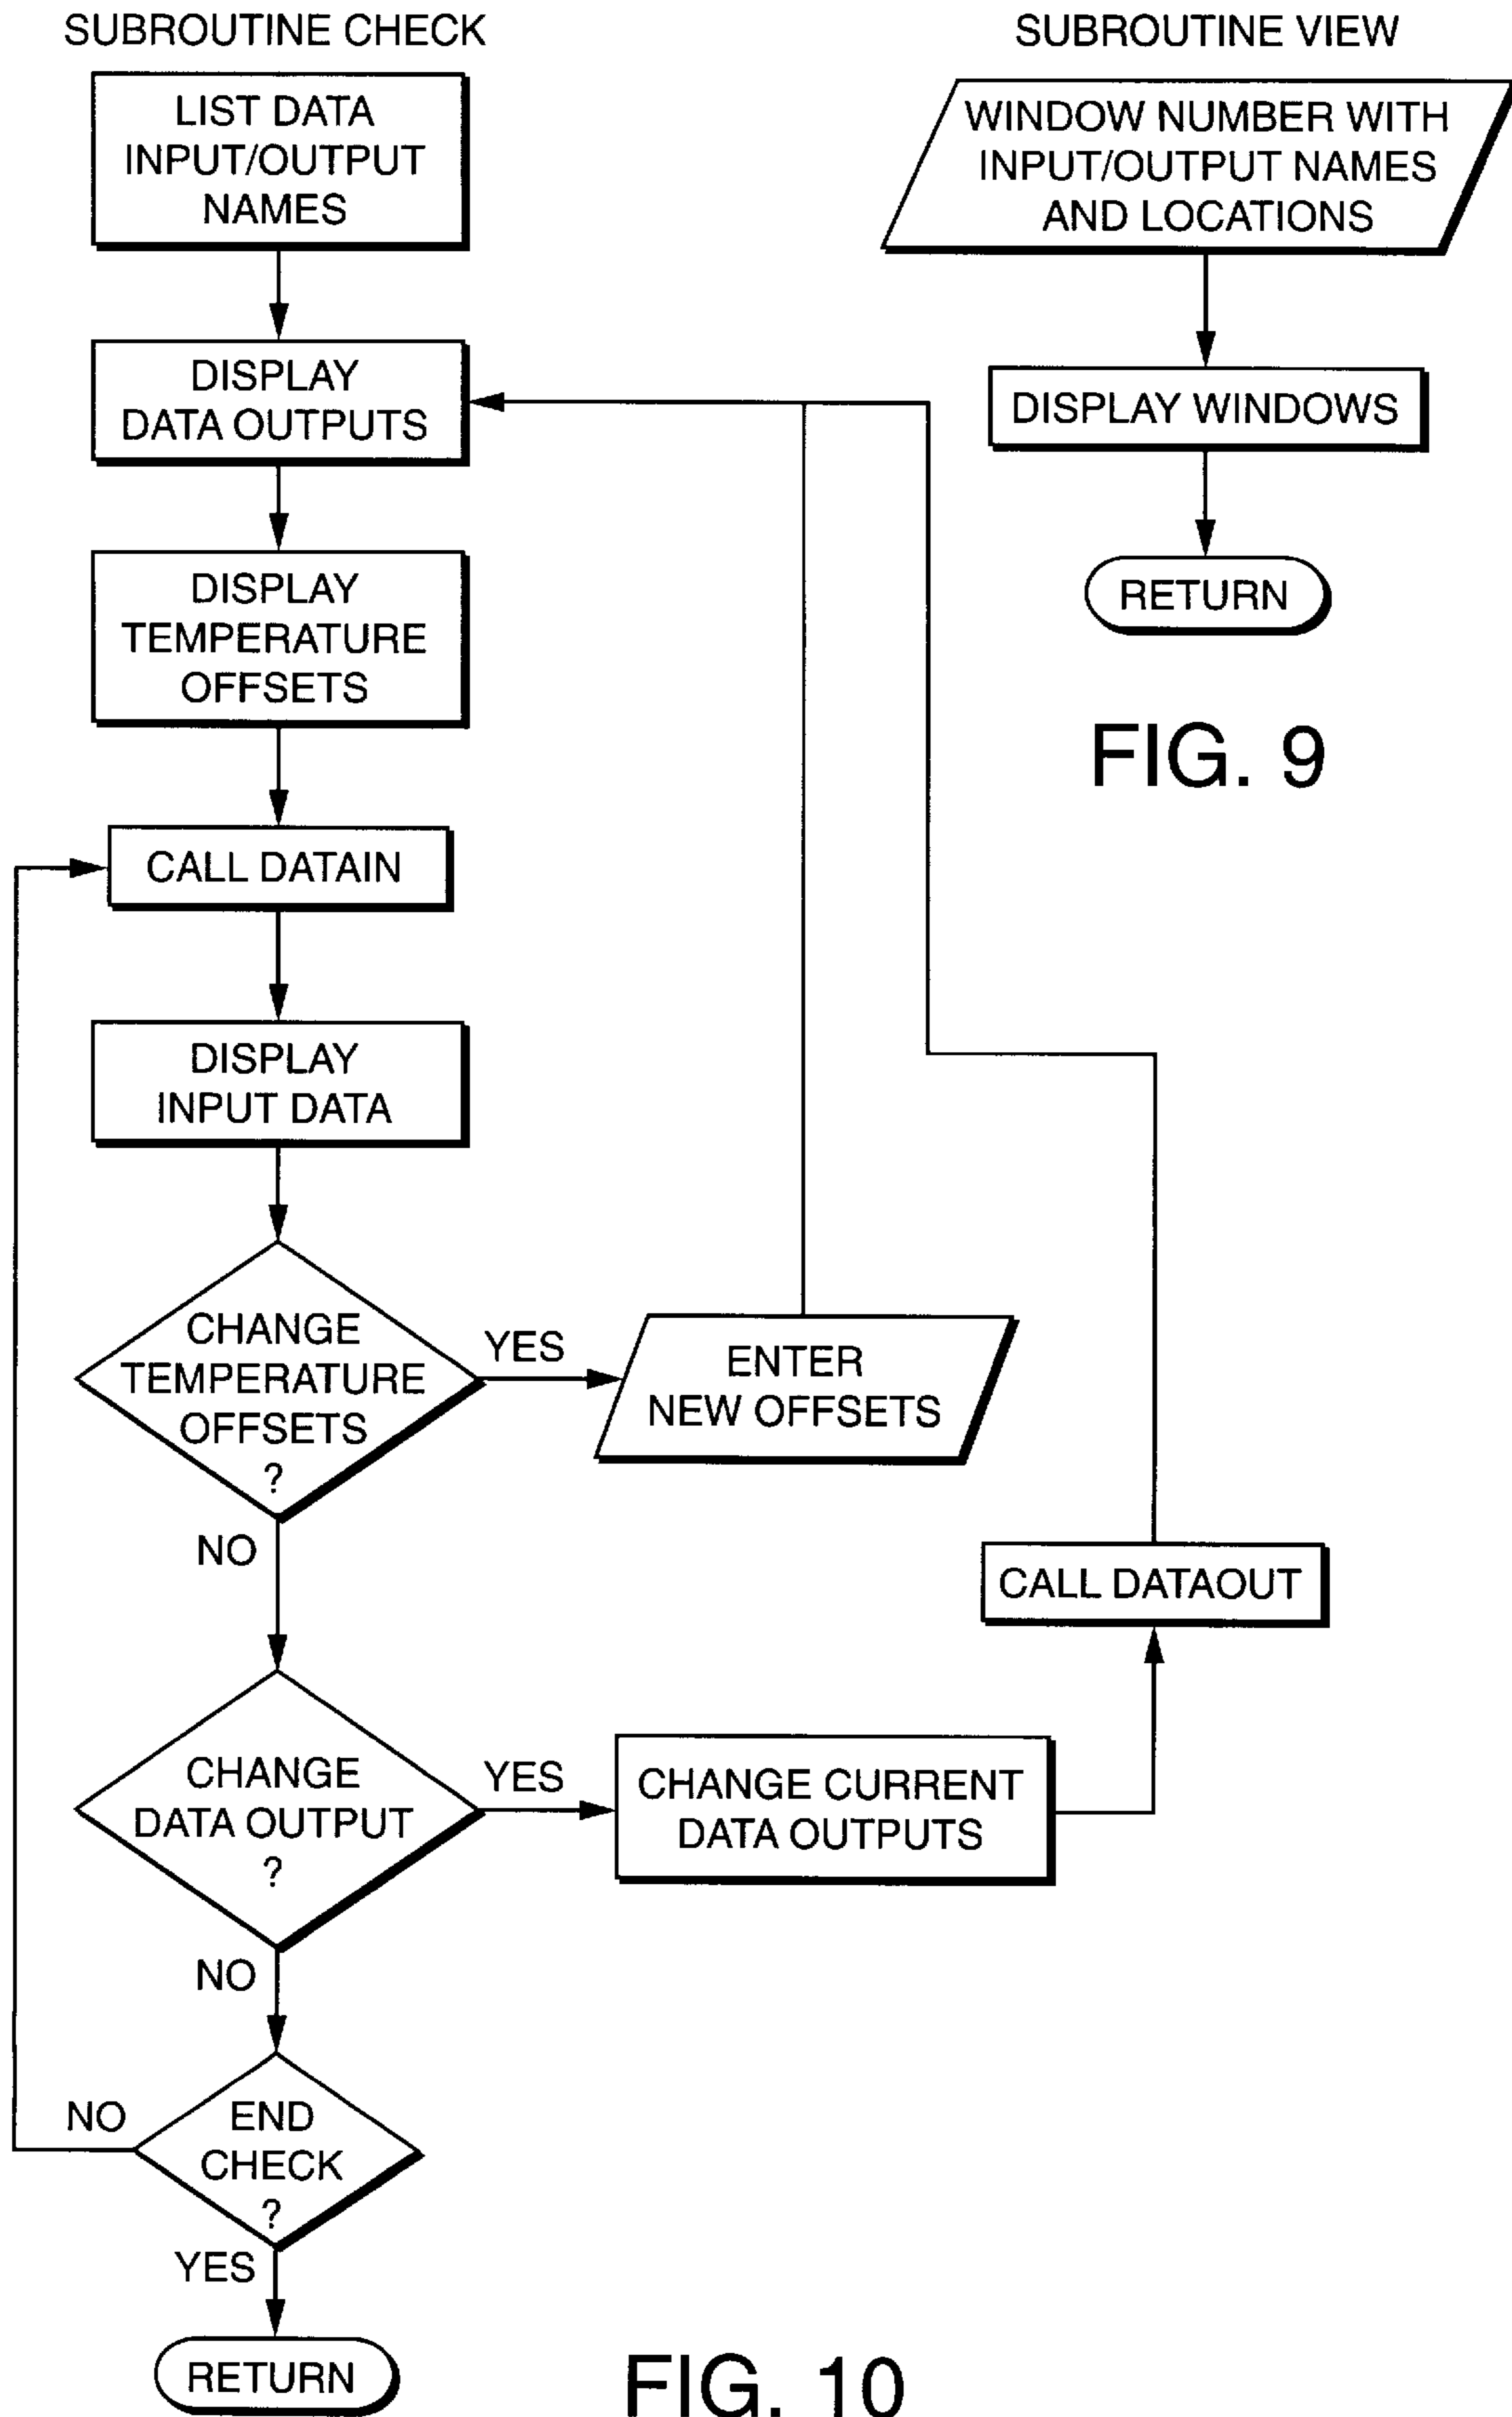 SUBROUTINE CHECK
LIST DATA
INPUT/OUTPUT
NAMES
DISPLAY
DATA OUTPUTS
DISPLAY
TEMPERATURE
OFFSETS
CALL DATAIN
DISPLAY
INPUT DATA
CHANGE
TEMPERATURE
OFFSETS
?
YES
ENTER
NEW OFFSETS
NO
CHANGE
DATA OUTPUT
?
YES
CHANGE CURRENT
DATA OUTPUTS
CALL DATAOUT
NO
END
CHECK
?
NO
YES
RETURN
FIG. 10
SUBROUTINE VIEW
WINDOW NUMBER WITH
INPUT/OUTPUT NAMES
AND LOCATIONS
DISPLAY WINDOWS
RETURN
FIG. 9